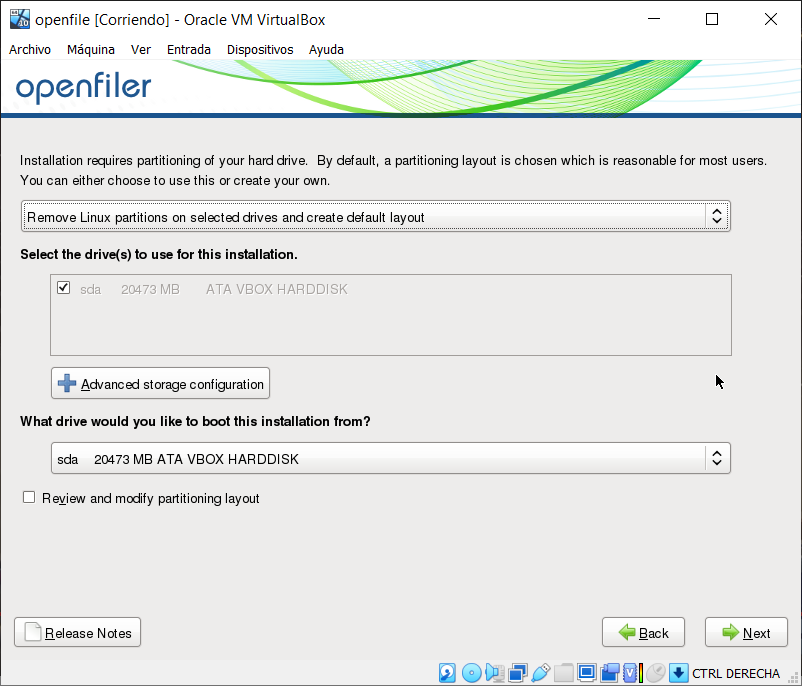 openfile [Corriendo] - Oracle VM VirtualBox
Archivo Máquina Ver Entrada Dispositivos Ayuda
openfiler
Installation requires partitioning of your hard drive. By default, a partitioning layout is chosen which is reasonable for most users.
You can either choose to use this or create your own.
Remove Linux partitions on selected drives and create default layout
Select the drive(s) to use for this installation.
sda 20473 MB ATA VBOX HARDDISK
Advanced storage configuration
What drive would you like to boot this installation from?
sda 20473 MB ATA VBOX HARDDISK
Review and modify partitioning layout
Release Notes Back Next
CTRL DERECHA